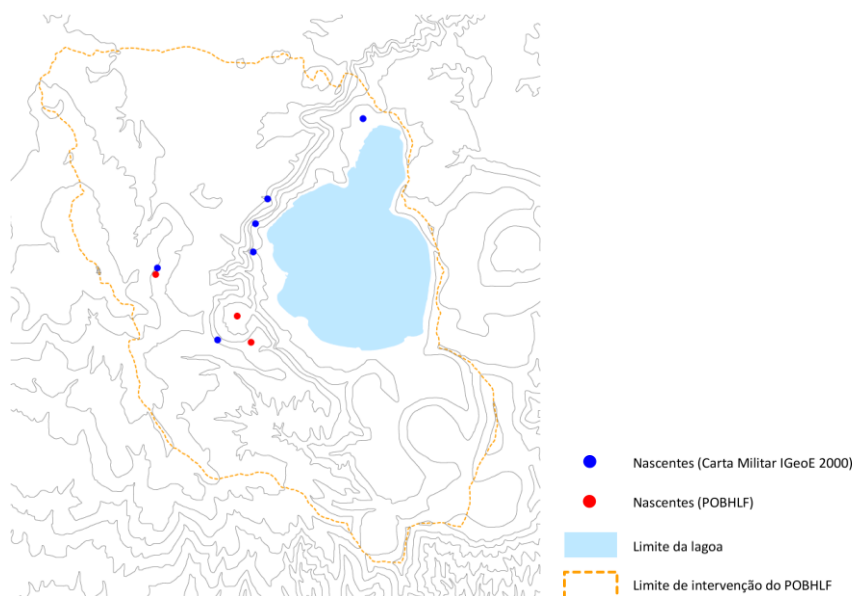 Nascentes (Carta Militar IGeoE 2000)
Nascentes (POBHLF)
Limite da lagoa
Limite de intervenção do POBHLF